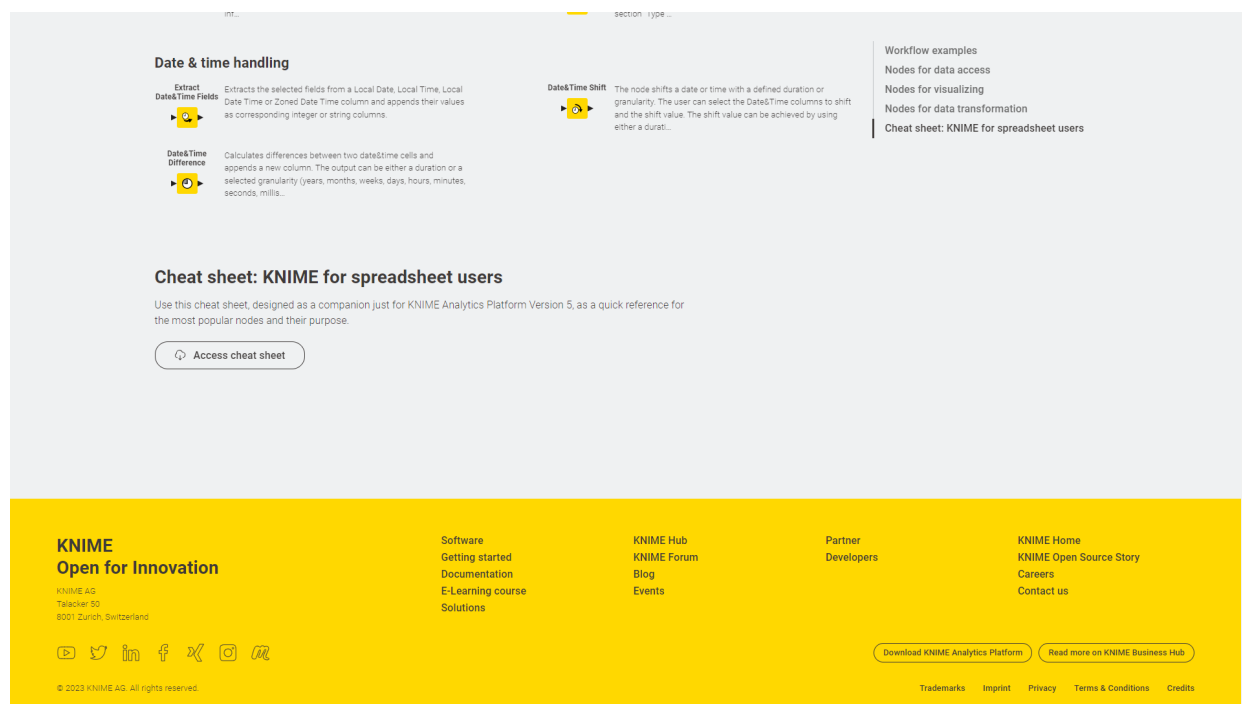 inf...
section "Type ...
Date & time handling
Extract
Date&Time Fields
Extracts the selected fields from a Local Date, Local Time, Local
Date Time or Zoned Date Time column and appends their values
as corresponding integer or string columns.
Date&Time Shift
The node shifts a date or time with a defined duration or
granularity. The user can select the Date&Time columns to shift
and the shift value. The shift value can be achieved by using
either a durati...
Date&Time
Difference
Calculates differences between two date&time cells and
appends a new column. The output can be either a duration or a
selected granularity (years, months, weeks, days, hours, minutes,
seconds, millis...
Workflow examples
Nodes for data access
Nodes for visualizing
Nodes for data transformation
Cheat sheet: KNIME for spreadsheet users
Cheat sheet: KNIME for spreadsheet users
Use this cheat sheet, designed as a companion just for KNIME Analytics Platform Version 5, as a quick reference for
the most popular nodes and their purpose.
Access cheat sheet
KNIME
Open for Innovation
KNIME AG
Talacker 50
8001 Zurich, Switzerland
Software
Getting started
Documentation
E-Learning course
Solutions
KNIME Hub
KNIME Forum
Blog
Events
Partner
Developers
KNIME Home
KNIME Open Source Story
Careers
Contact us
Download KNIME Analytics Platform
Read more on KNIME Business Hub
© 2023 KNIME AG. All rights reserved.
Trademarks
Imprint
Privacy
Terms & Conditions
Credits